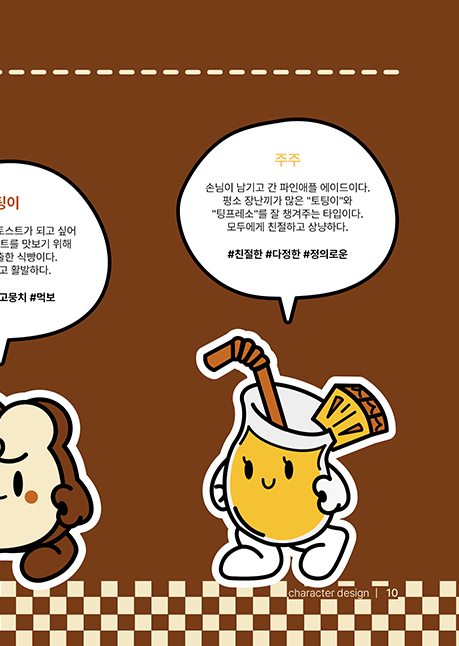 팅이
토스트가 되고 싶어
트를 맛보기 위해
출한 식빵이다.
고 활발하다.
고뭉치 #먹보
주주
손님이 남기고 간 파인애플 에이드이다.
평소 장난끼가 많은 "토팅이"와
"팅프레소"를 잘 챙겨주는 타입이다.
모두에게 친절하고 상냥하다.
#친절한 #다정한 #정의로운
character design | 10